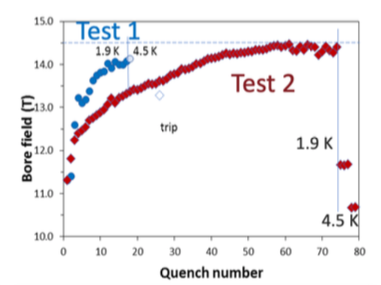 15.0
Test 1
1.9 K 4.5 K
14.0
Test 2
13.0
trip
1.9 K
12.0
11.0
4.5 K
10.0
0 10 20 30 40 50 60 70 80
Bore field (T)
Quench number